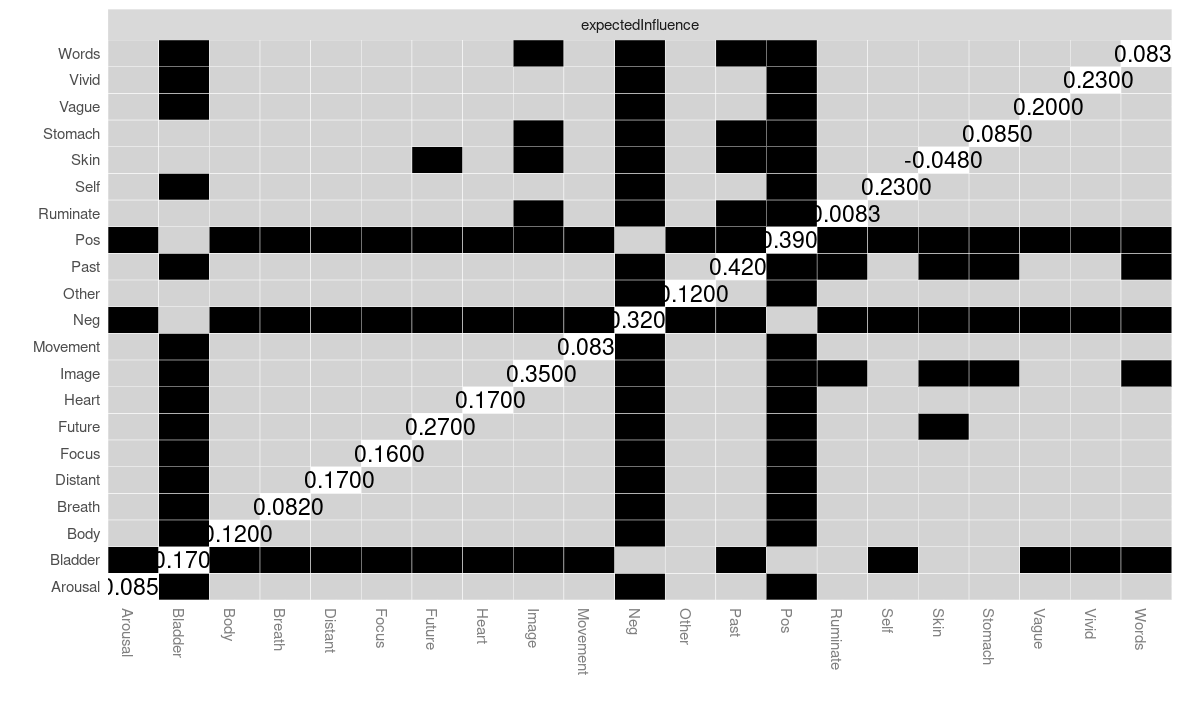 expectedInfluence
Words 0.083
Vivid 0.2300
Vague 0.2000
Stomach 0.0850
Skin -0.0480
Self 0.2300
Ruminate 0.0083
Pos 0.390
Past 0.420
Other 0.1200
Neg 0.320
Movement 0.083
Image 0.3500
Heart 0.1700
Future 0.2700
Focus 0.1600
Distant 0.1700
Breath 0.0820
Body 0.1200
Bladder 0.170
Arousal 0.085
Arousal
Bladder
Body
Breath
Distant
Focus
Future
Heart
Image
Movement
Neg
Other
Past
Pos
Ruminate
Self
Skin
Stomach
Vague
Vivid
Words